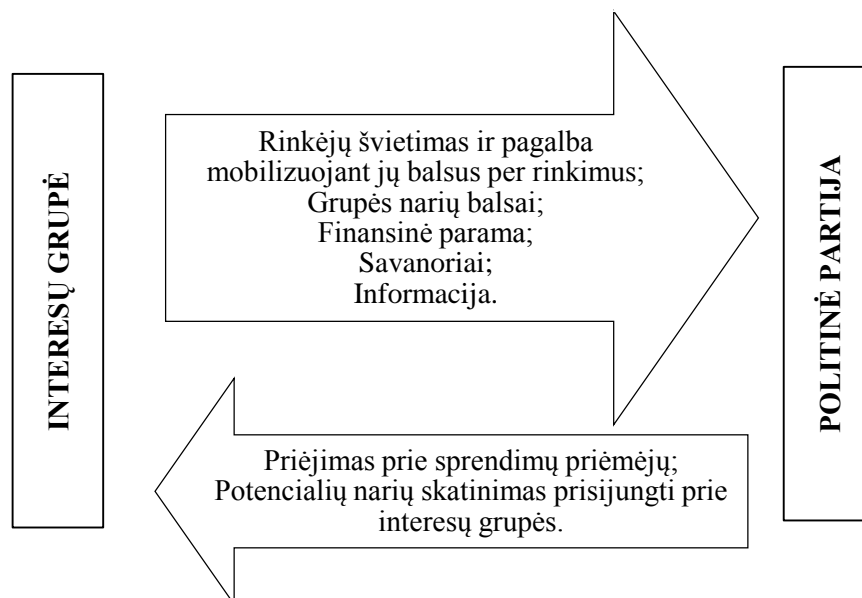 INTERESŲ GRUPĖ
Rinkėjų švietimas ir pagalba
mobilizuojant jų balsus per rinkimus;
Grupės narių balsai;
Finansinė parama;
Savanoriai;
Informacija.
Priėjimas prie sprendimų priėmėjų;
Potencialių narių skatinimas prisijungti prie
interesų grupės.
POLITINĖ PARTIJA